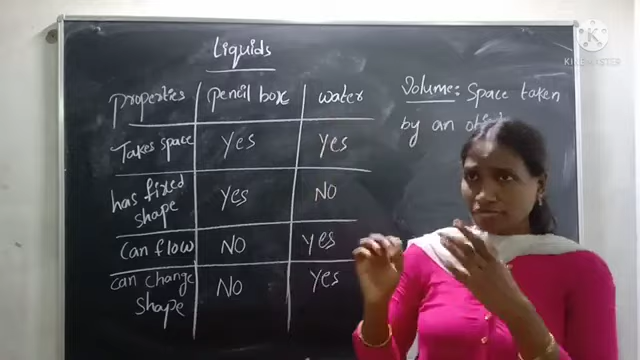 Liquids
Properties pencil box water
Takes space Yes Yes
has fixed shape Yes NO
can flow NO Yes
can change shape NO Yes
Volume: Space taken
by an
KINEMASTER